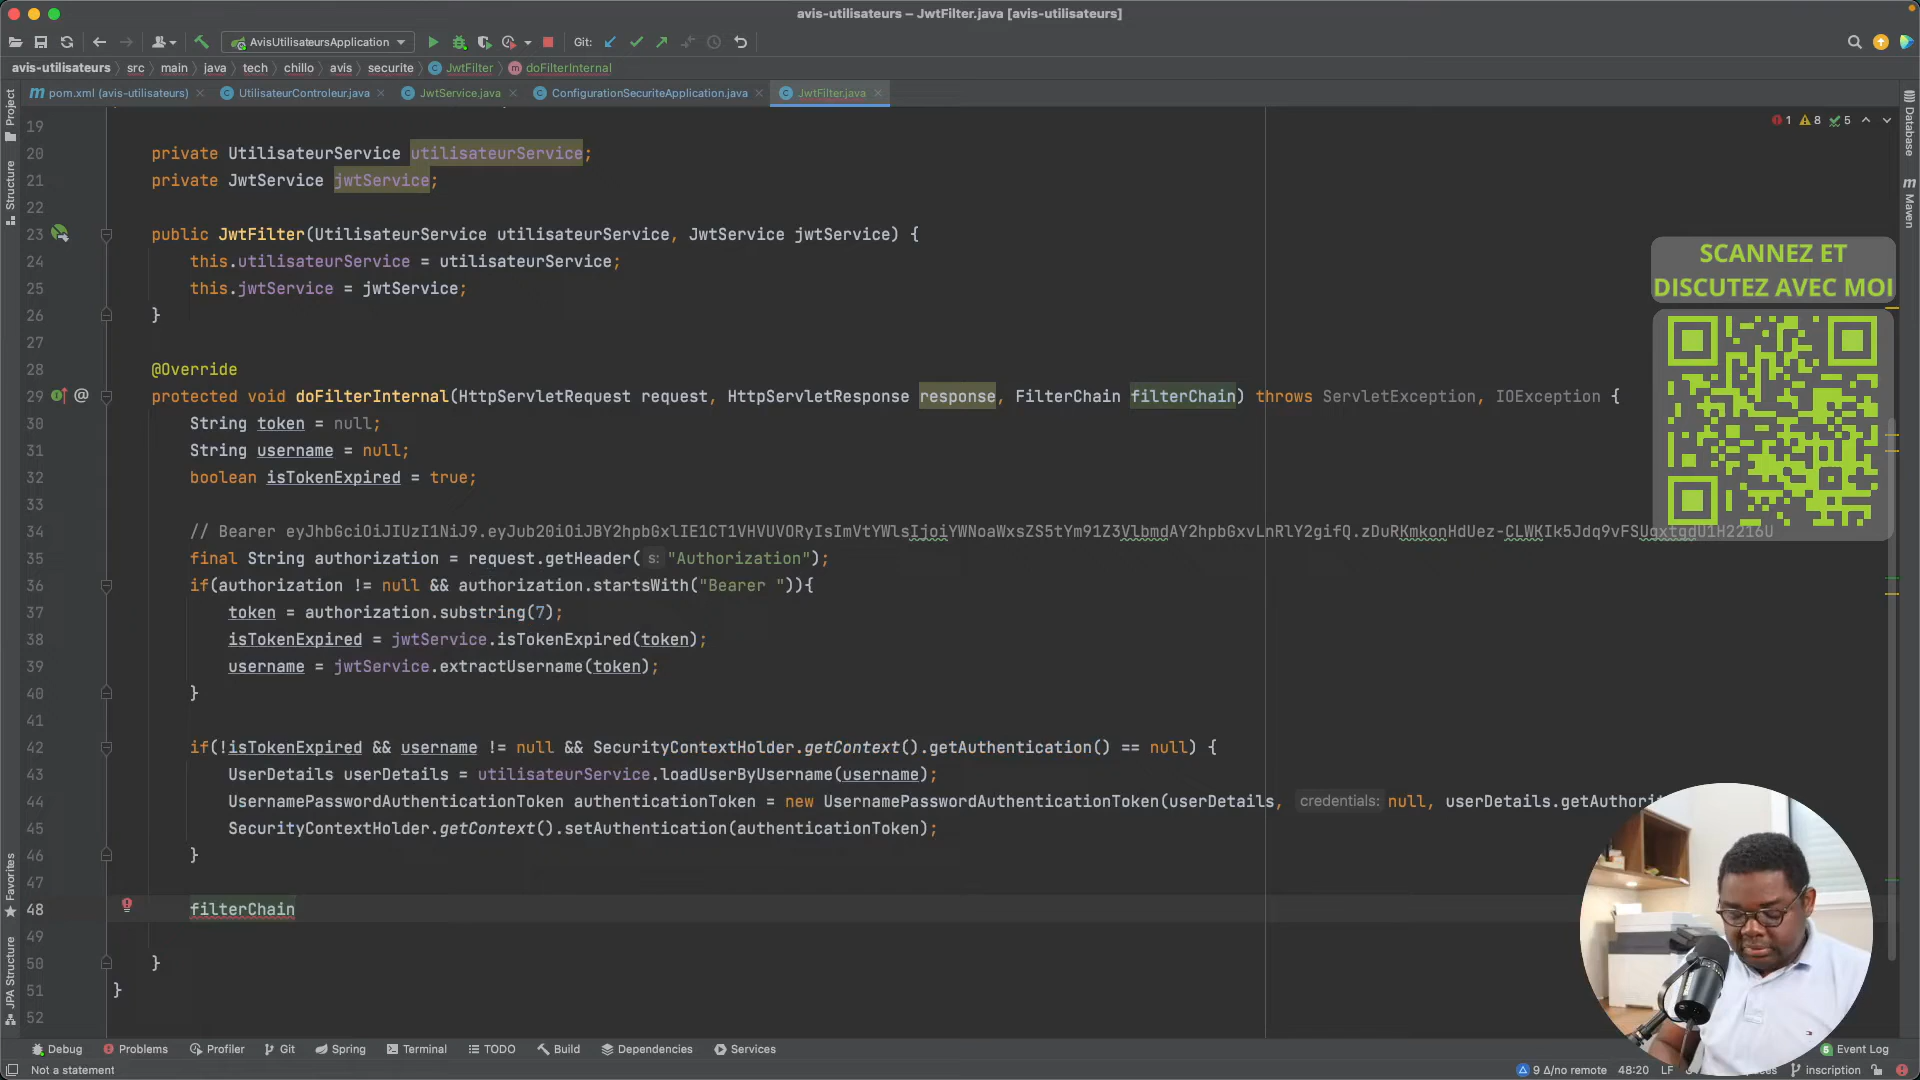 avis-utilisateurs – JwtFilter.java [avis-utilisateurs]
AvisUtilisateursApplication
Git:
avis-utilisateurs src main java tech chillo avis securite JwtFilter doFilterInternal
pom.xml (avis-utilisateurs)
UtilisateurControleur.java
JwtService.java
ConfigurationSecuriteApplication.java
JwtFilter.java
Project
Structure
Favorites
JPA Structure
Database
Maven
1 8 5
19
20 private UtilisateurService utilisateurService;
21 private JwtService jwtService;
22
23 public JwtFilter(UtilisateurService utilisateurService, JwtService jwtService) {
24 this.utilisateurService = utilisateurService;
25 this.jwtService = jwtService;
26 }
27
28 @Override
29 @ protected void doFilterInternal(HttpServletRequest request, HttpServletResponse response, FilterChain filterChain) throws ServletException, IOException {
30 String token = null;
31 String username = null;
32 boolean isTokenExpired = true;
33
34 // Bearer
35 final String authorization = request.getHeader( s: "Authorization");
36 if(authorization != null && authorization.startsWith("Bearer ")){
37 token = authorization.substring(7);
38 isTokenExpired = jwtService.isTokenExpired(token);
39 username = jwtService.extractUsername(token);
40 }
41
42 if(!isTokenExpired && username != null && SecurityContextHolder.getContext().getAuthentication() == null) {
43 UserDetails userDetails = utilisateurService.loadUserByUsername(username);
44 UsernamePasswordAuthenticationToken authenticationToken = new UsernamePasswordAuthenticationToken(userDetails, credentials: null, userDetails.getAuthorit
45 SecurityContextHolder.getContext().setAuthentication(authenticationToken);
46 }
47
48 filterChain
49
50 }
51 }
52
SCANNEZ ET
DISCUTEZ AVEC MOI
Debug Problems Profiler Git Spring Terminal TODO Build Dependencies Services
5 Event Log
Not a statement
9 Δ/no remote 48:20 LF
inscription